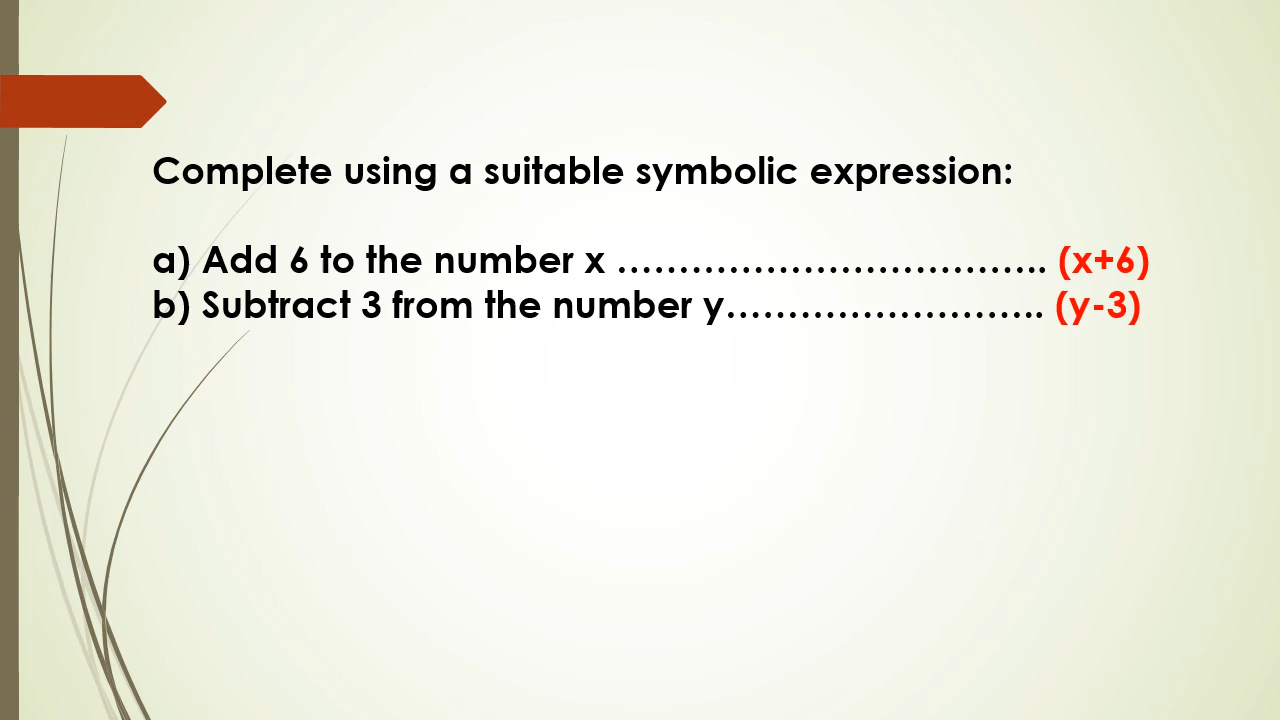 Complete using a suitable symbolic expression:
a) Add 6 to the number x …………………………….. (x+6)
b) Subtract 3 from the number y…………………….. (y-3)